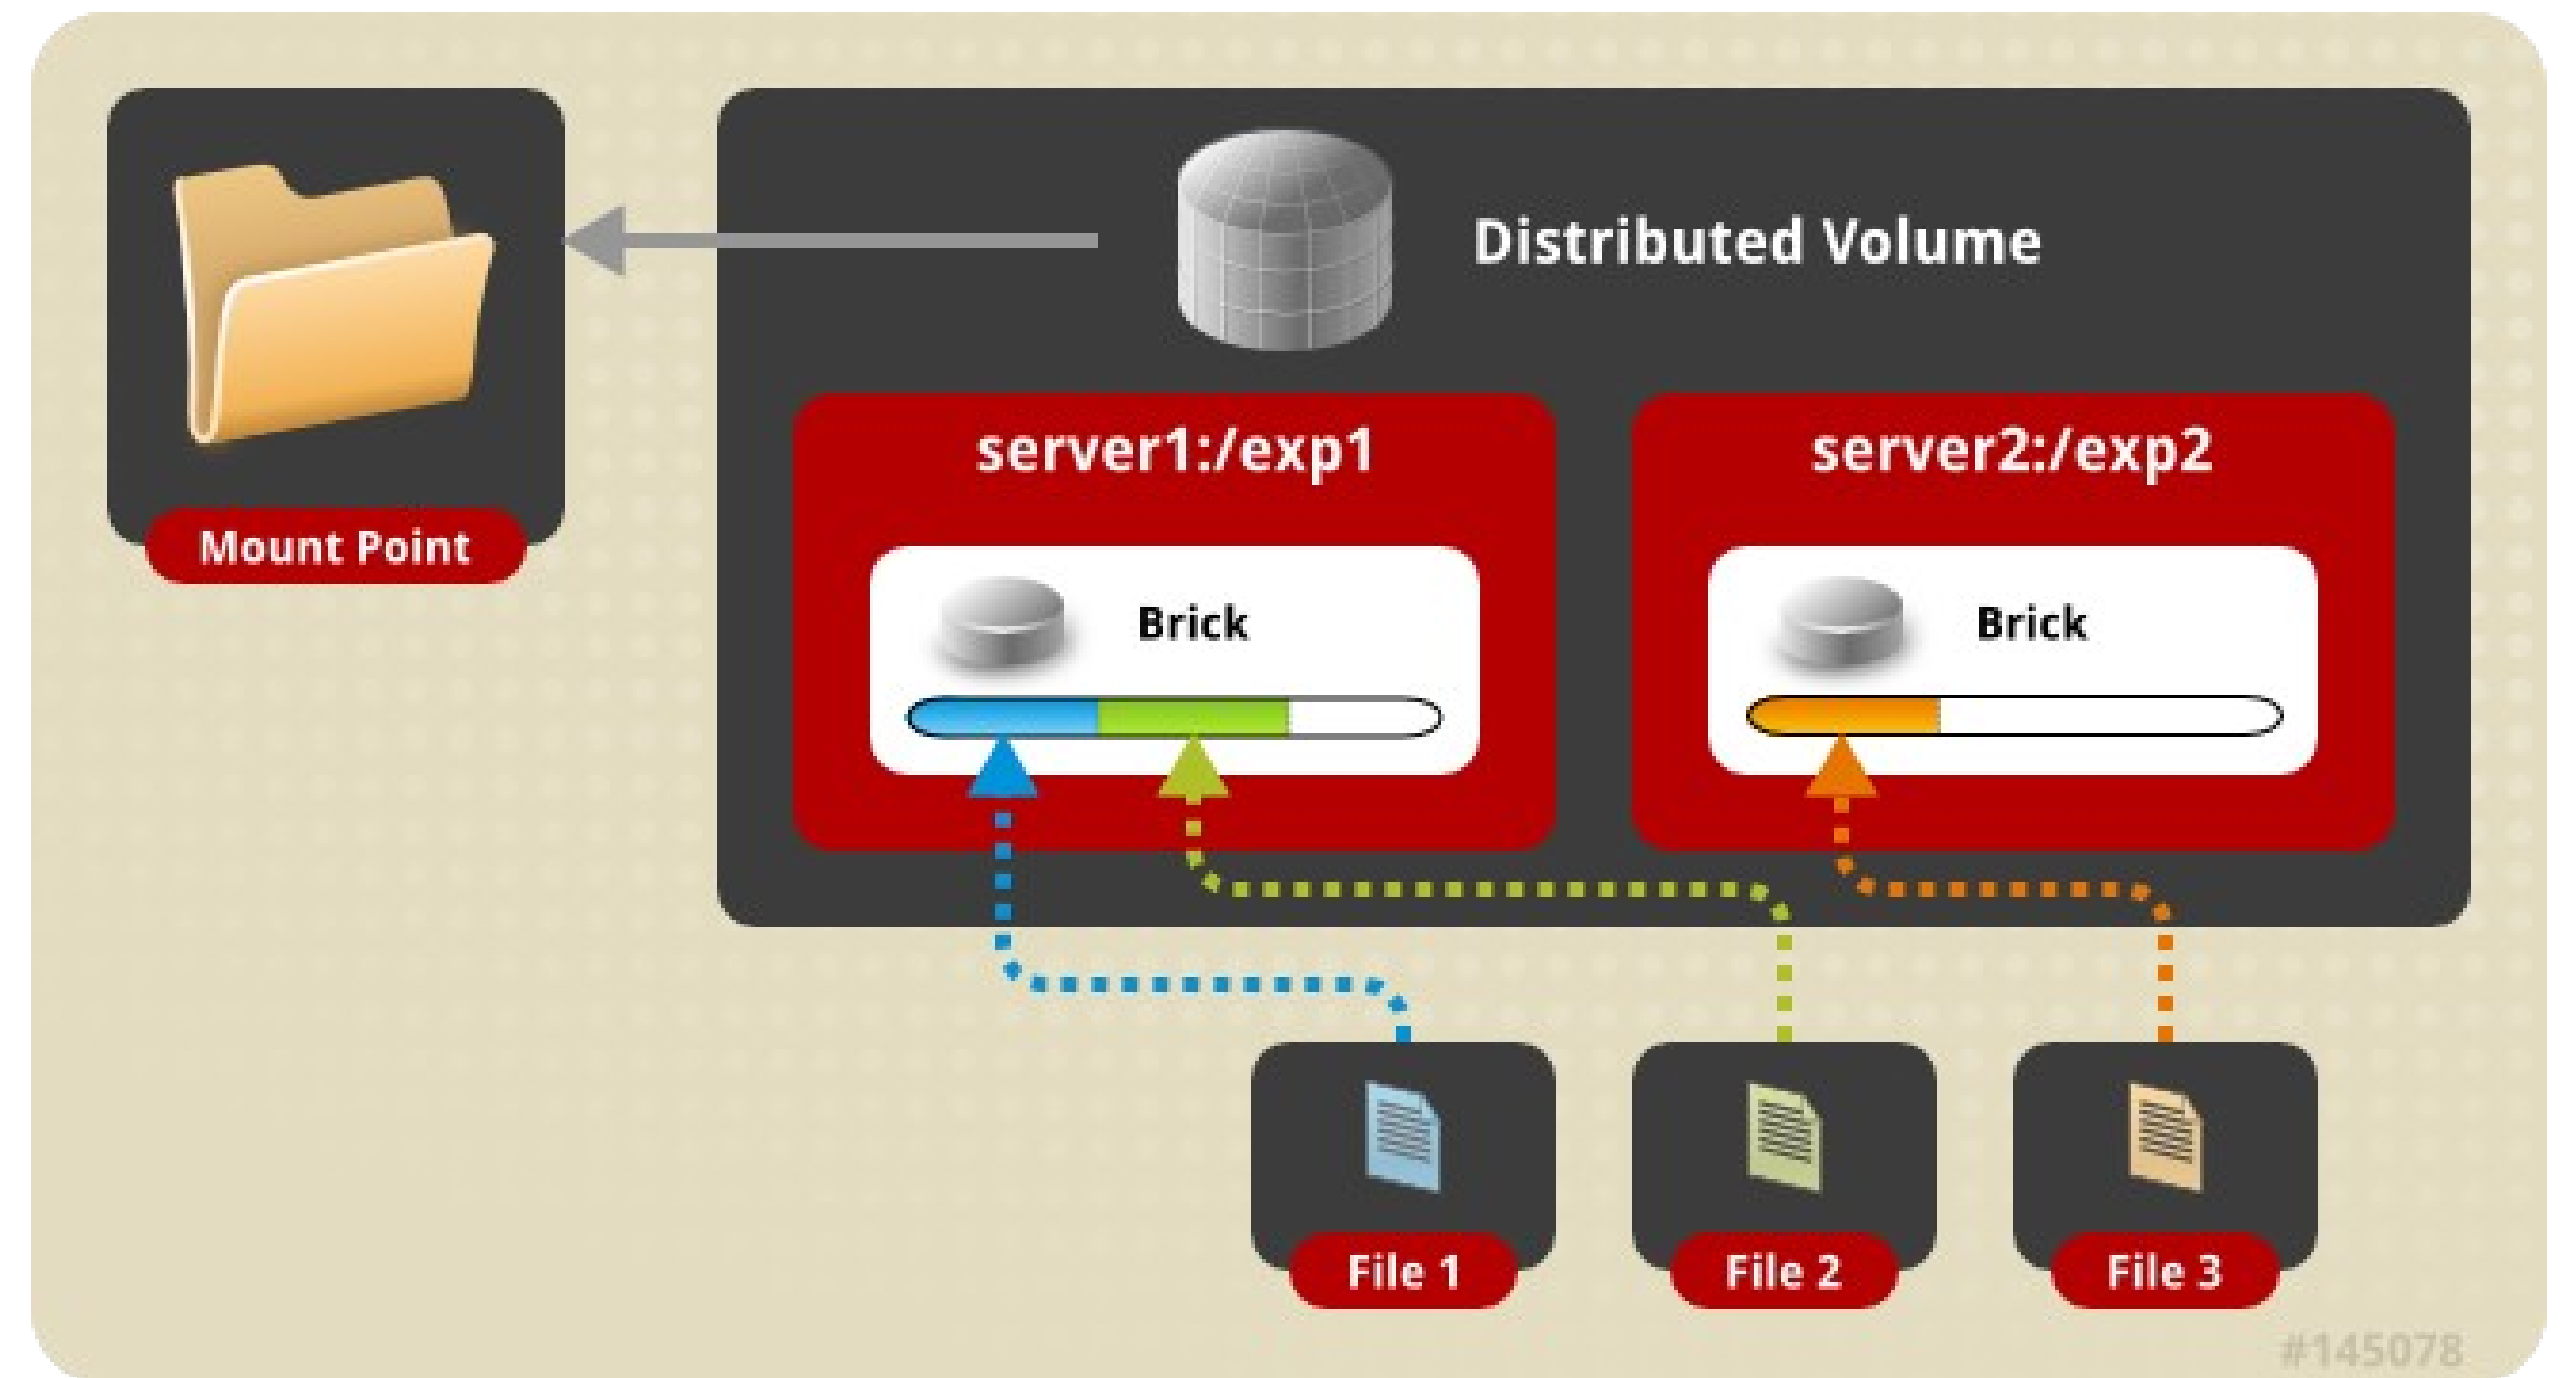 Distributed Volume
server1:/exp1
server2:/exp2
Mount Point
Brick
Brick
File 1
File 2
File 3
#145078